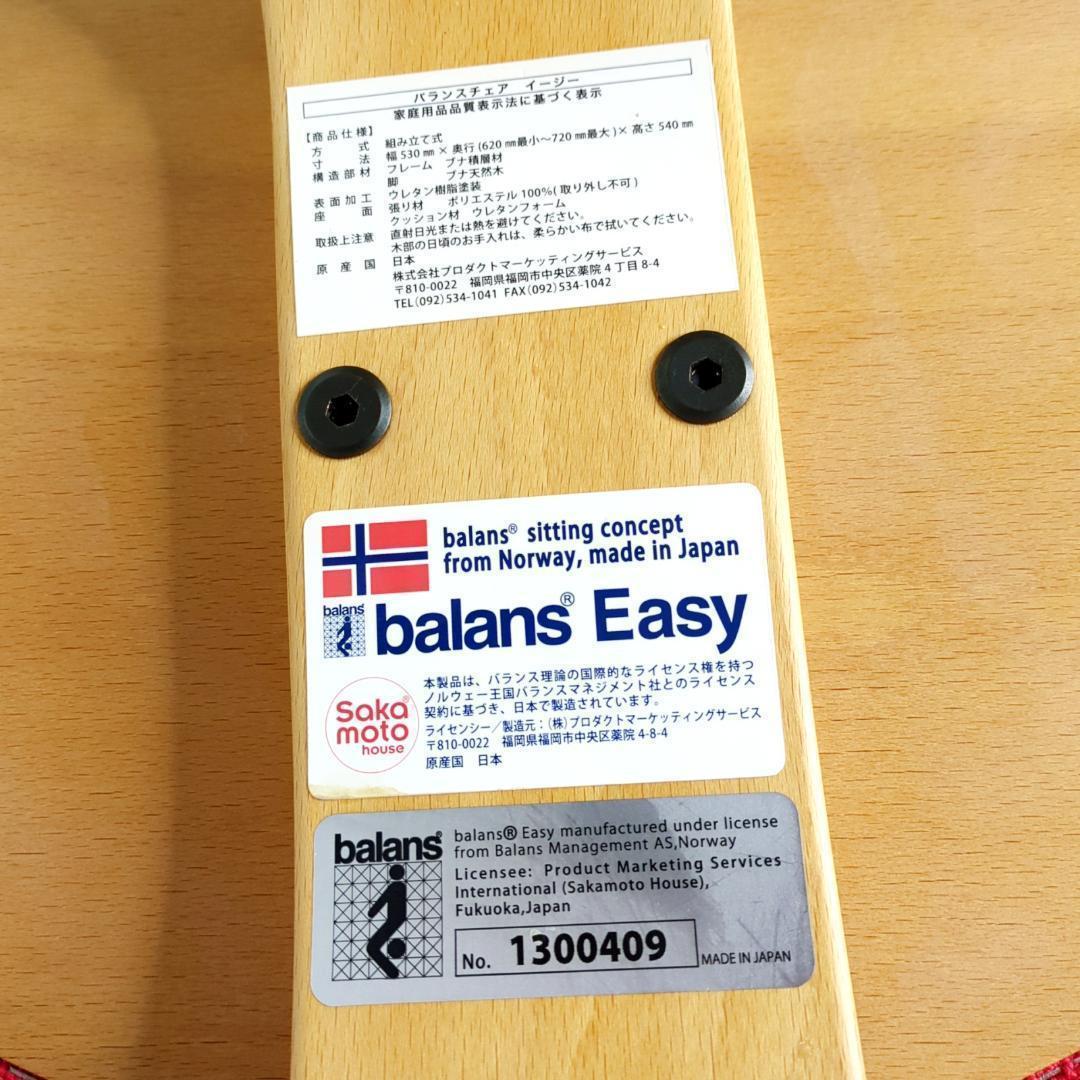 バランスチェア　イージー
家庭用品品質表示法に基づく表示
【商品仕様】
方式　組み立て式
寸法　幅530㎜×奥行(620㎜最小～720㎜最大)×高さ540㎜
構造部材　フレーム　ブナ積層材
脚　ブナ天然木
表面加工　ウレタン樹脂塗装
座面　張り材　ポリエステル100%(取り外し不可)
クッション材　ウレタンフォーム
取扱上注意　直射日光または熱を避けてください。
木部の日頃のお手入れは、柔らかい布で拭いてください。
原産国　日本
株式会社プロダクトマーケッティングサービス
〒810-0022　福岡県福岡市中央区薬院4丁目8-4
TEL(092)534-1041 FAX(092)534-1042
balans® sitting concept
from Norway, made in Japan
balans
balans® Easy
Saka®
moto
house
本製品は、バランス理論の国際的なライセンス権を持つ
ノルウェー王国バランスマネジメント社とのライセンス
契約に基づき、日本で製造されています。
ライセンシー／製造元：(株)プロダクトマーケッティングサービス
〒810-0022　福岡県福岡市中央区薬院4-8-4
原産国　日本
balans®
balans® Easy manufactured under license
from Balans Management AS,Norway
Licensee: Product Marketing Services
International (Sakamoto House),
Fukuoka,Japan
No. 1300409
MADE IN JAPAN